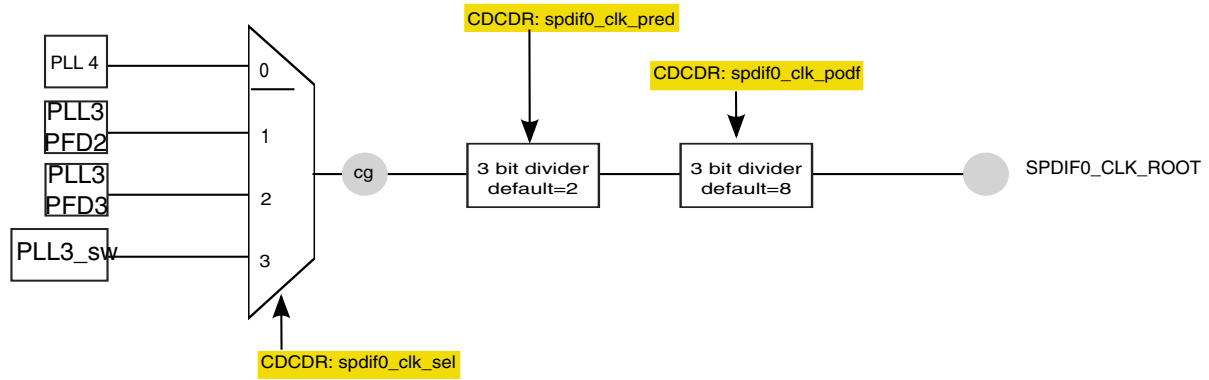 CDCDR: spdif0_clk_pred
CDCDR: spdif0_clk_podf
PLL 4
PLL3
PFD2
PLL3
PFD3
PLL3_sw
0
1
2
3
cg
3 bit divider
default=2
3 bit divider
default=8
SPDIF0_CLK_ROOT
CDCDR: spdif0_clk_sel